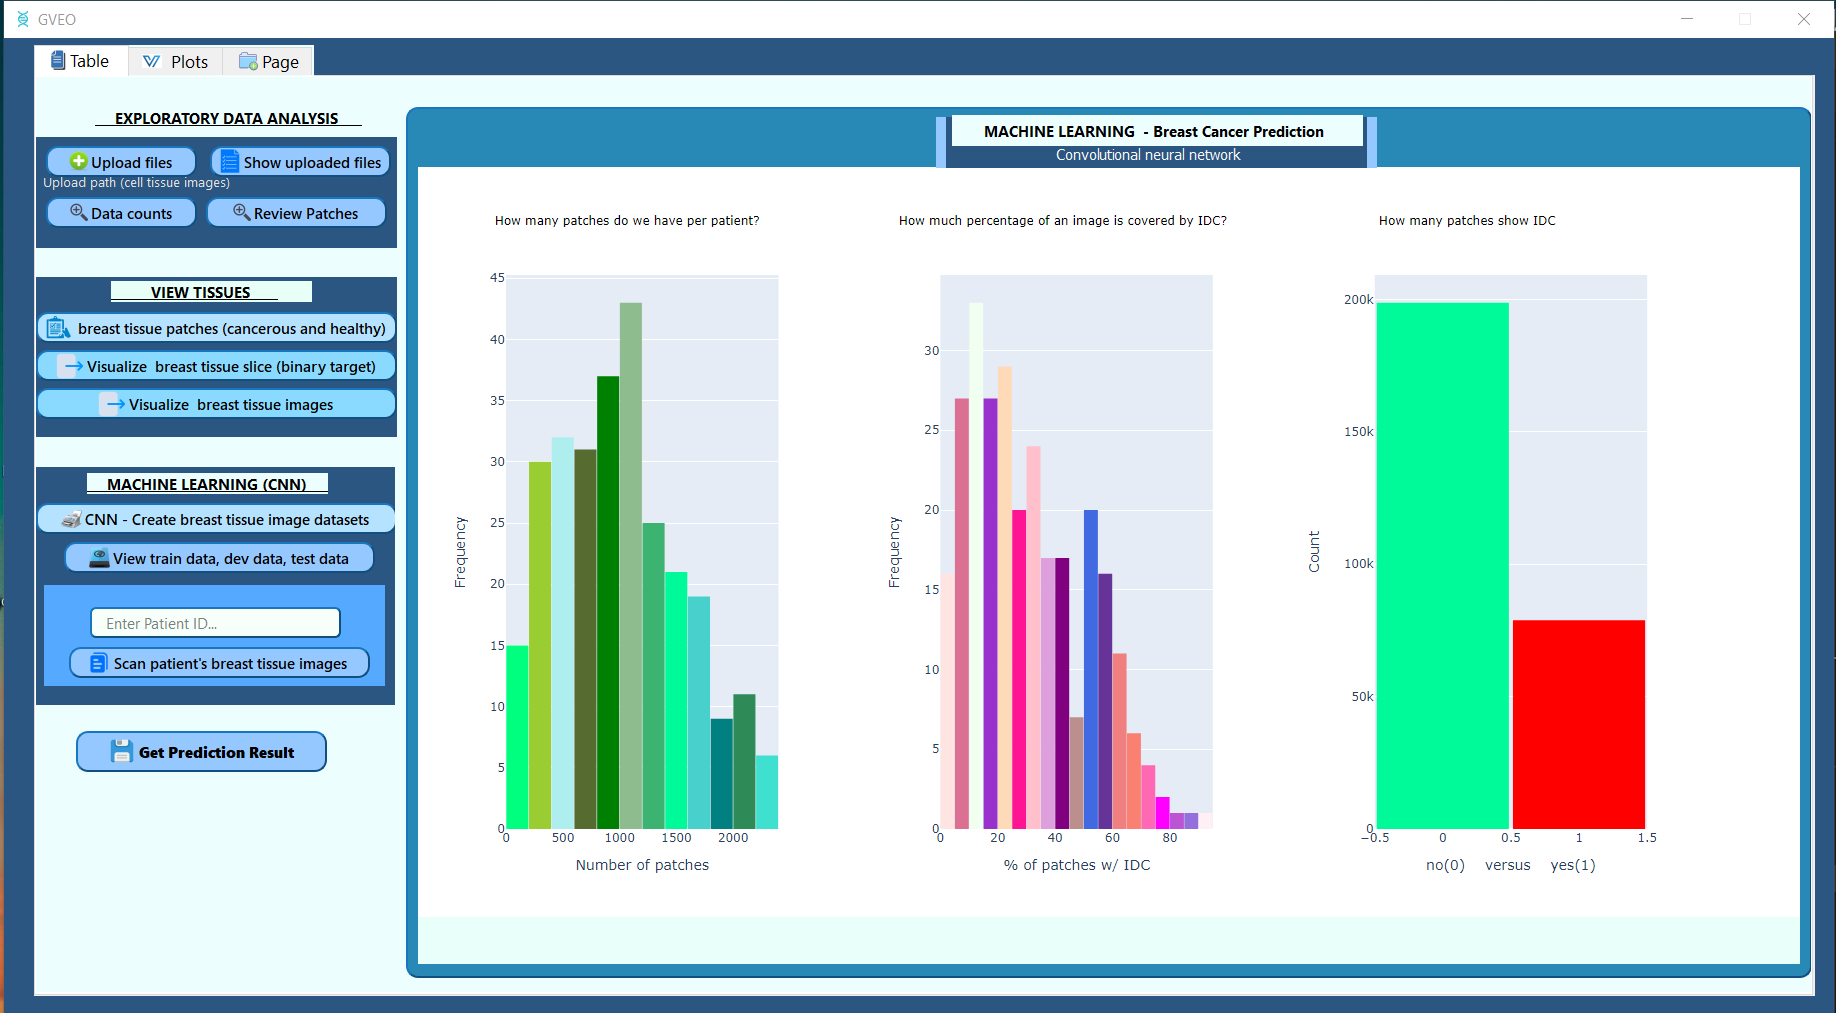 GVEO
Table
Plots
Page
EXPLORATORY DATA ANALYSIS
Upload files
Show uploaded files
Upload path (cell tissue images)
Data counts
Review Patches
VIEW TISSUES
breast tissue patches (cancerous and healthy)
Visualize  breast tissue slice (binary target)
Visualize  breast tissue images
MACHINE LEARNING (CNN)
CNN - Create breast tissue image datasets
View train data, dev data, test data
Enter Patient ID...
Scan patient's breast tissue images
Get Prediction Result
MACHINE LEARNING  - Breast Cancer Prediction
Convolutional neural network
How many patches do we have per patient?
45
40
35
30
25
20
15
10
5
0
0 500 1000 1500 2000
Frequency
Number of patches
How much percentage of an image is covered by IDC?
30
25
20
15
10
5
0
0 20 40 60 80
Frequency
% of patches w/ IDC
How many patches show IDC
200k
150k
100k
50k
0
−0.5 0 0.5 1 1.5
Count
no(0) versus yes(1)